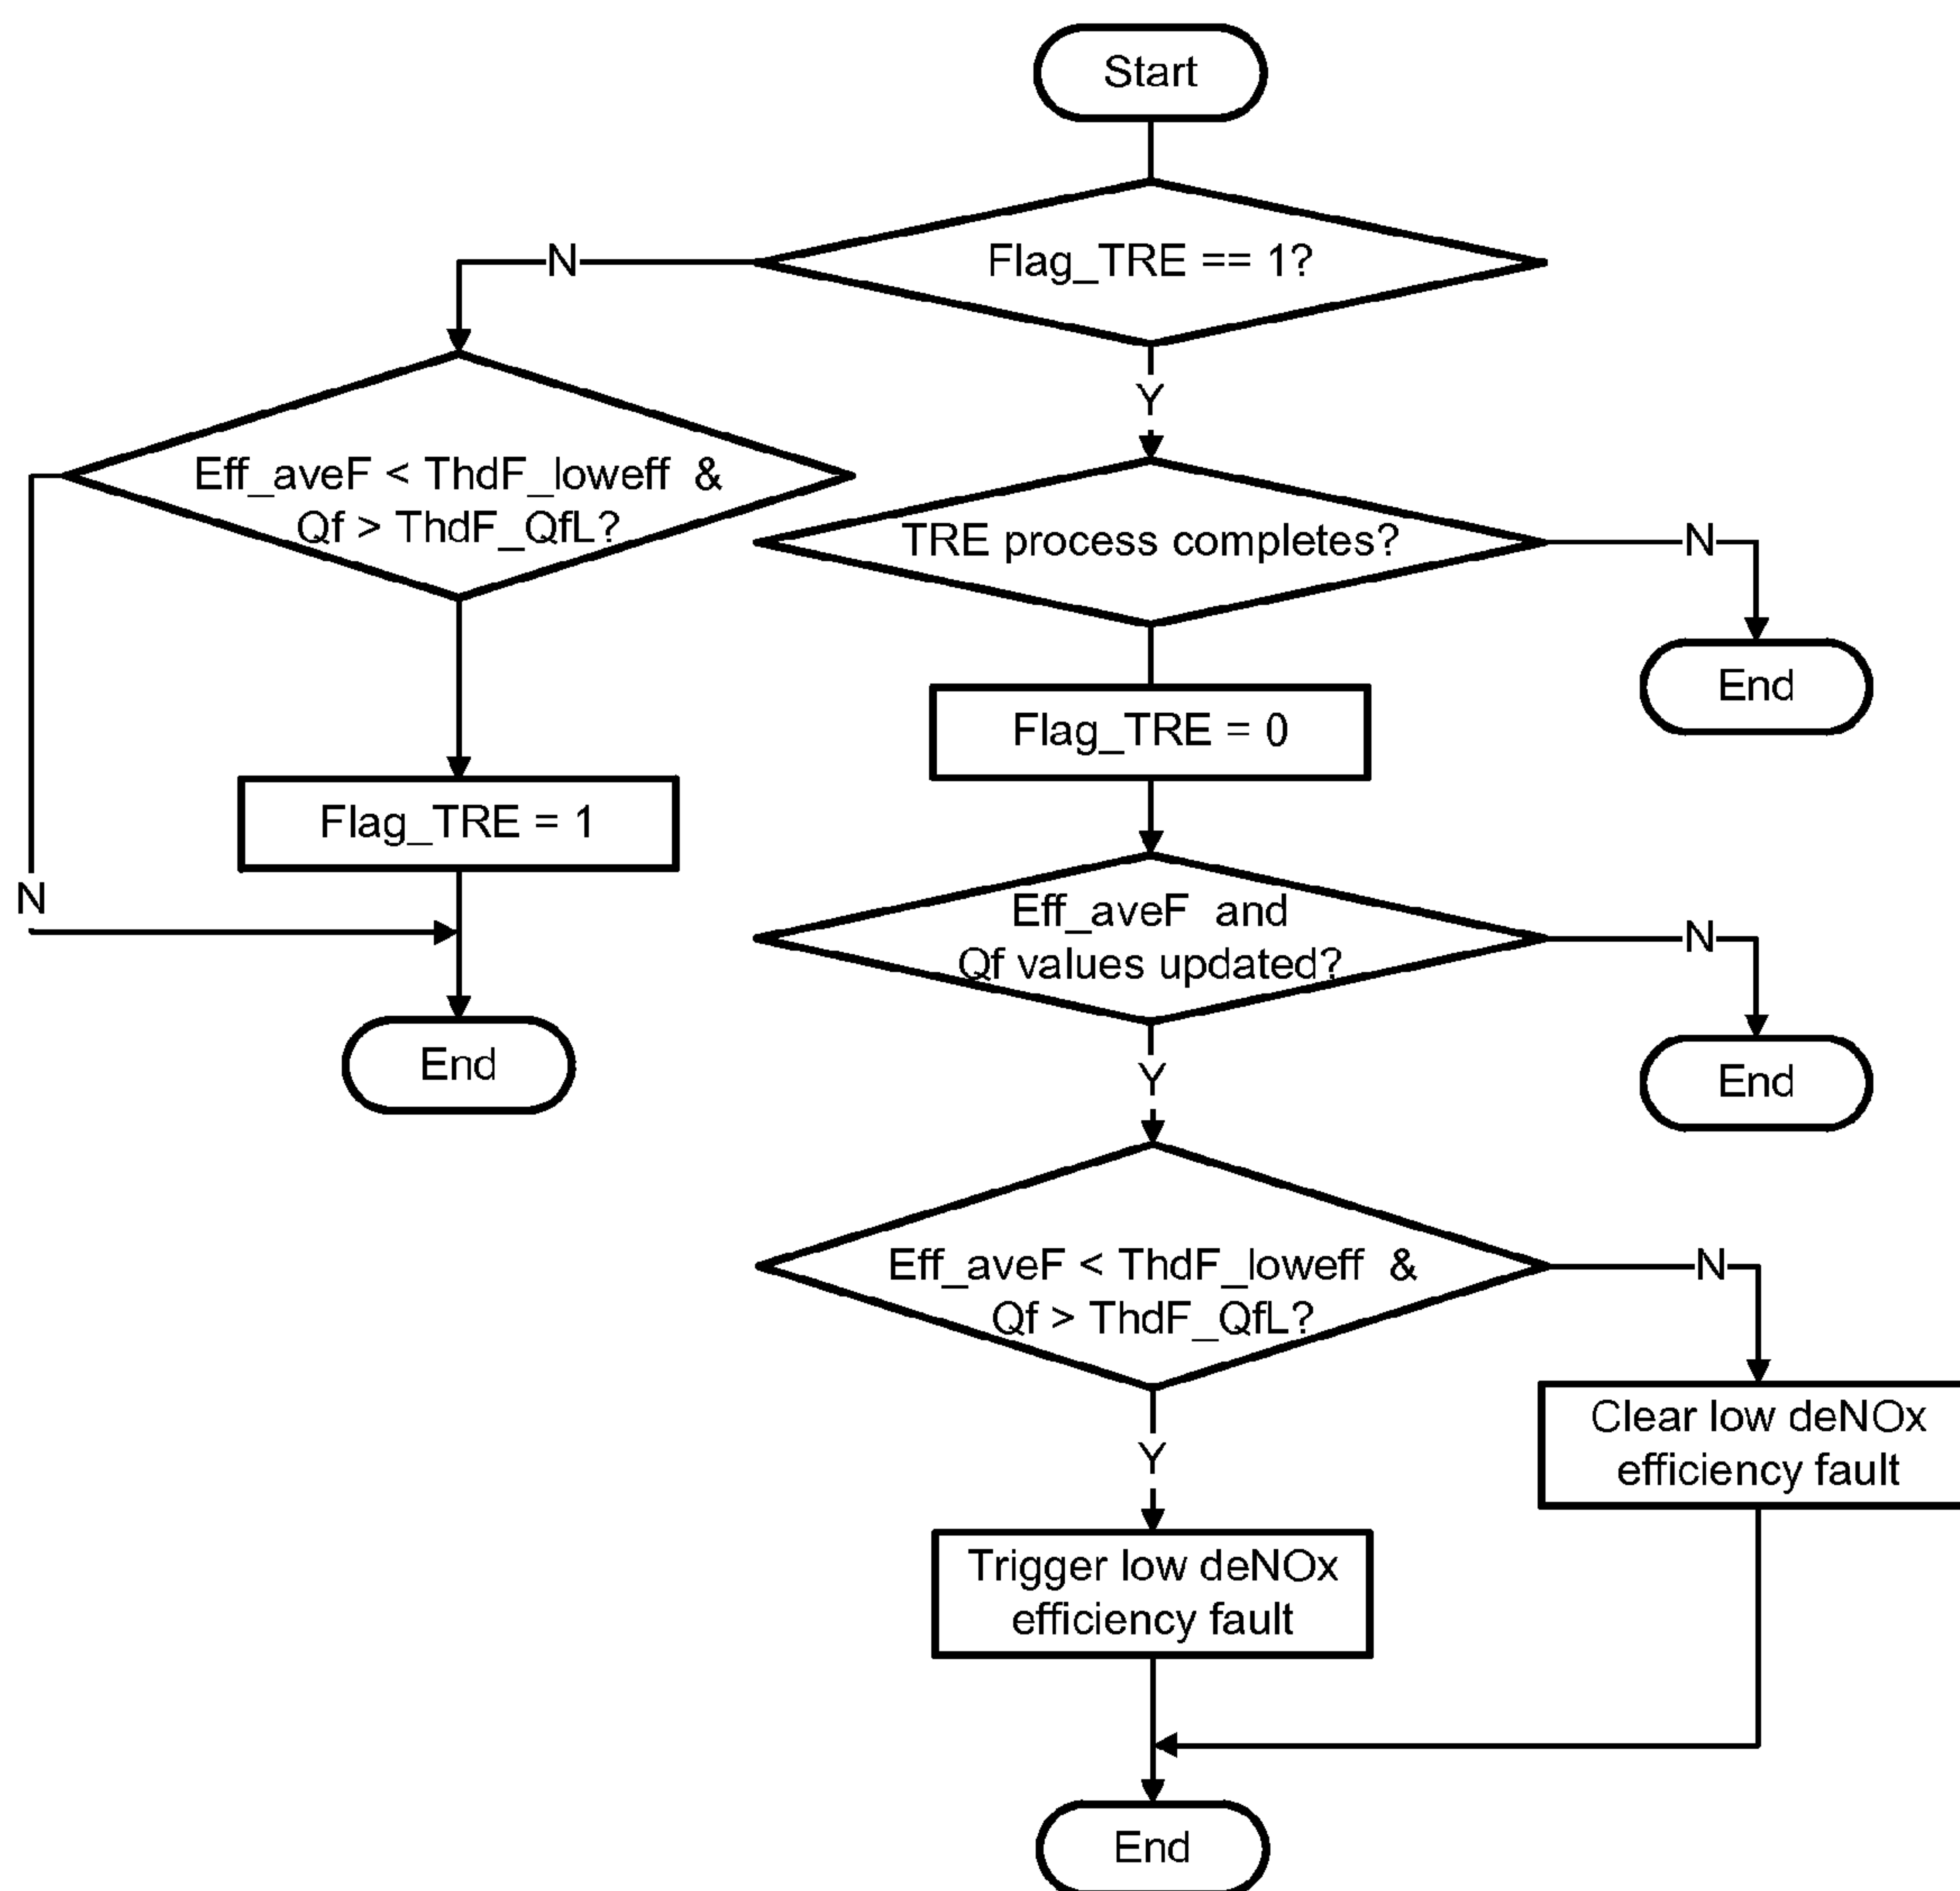 Start
Flag_TRE == 1?
N
Y
Eff_aveF < ThdF_loweff &
Qf > ThdF_QfL?
TRE process completes?
N
End
Flag_TRE = 0
Flag_TRE = 1
N
Eff_aveF and
Qf values updated?
N
End
End
Y
Eff_aveF < ThdF_loweff &
Qf > ThdF_QfL?
N
Clear low deNOx
efficiency fault
Y
Trigger low deNOx
efficiency fault
End